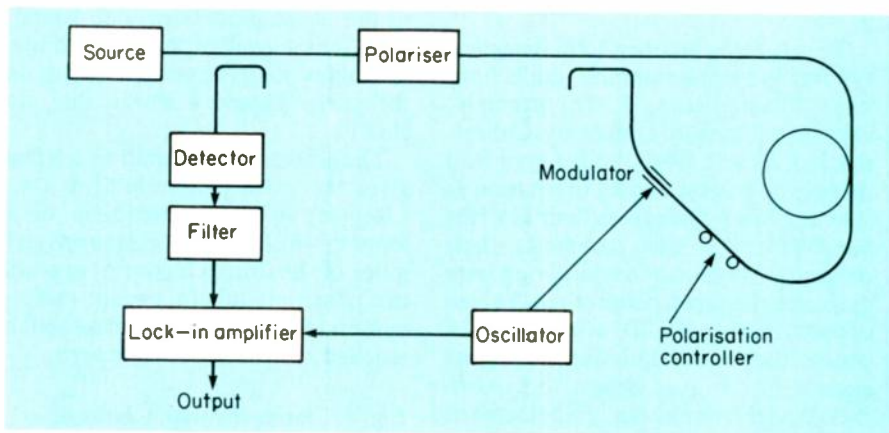 Source
Polariser
Detector
Modulator
Filter
Lock-in amplifier
Oscillator
Polarisation
controller
Output